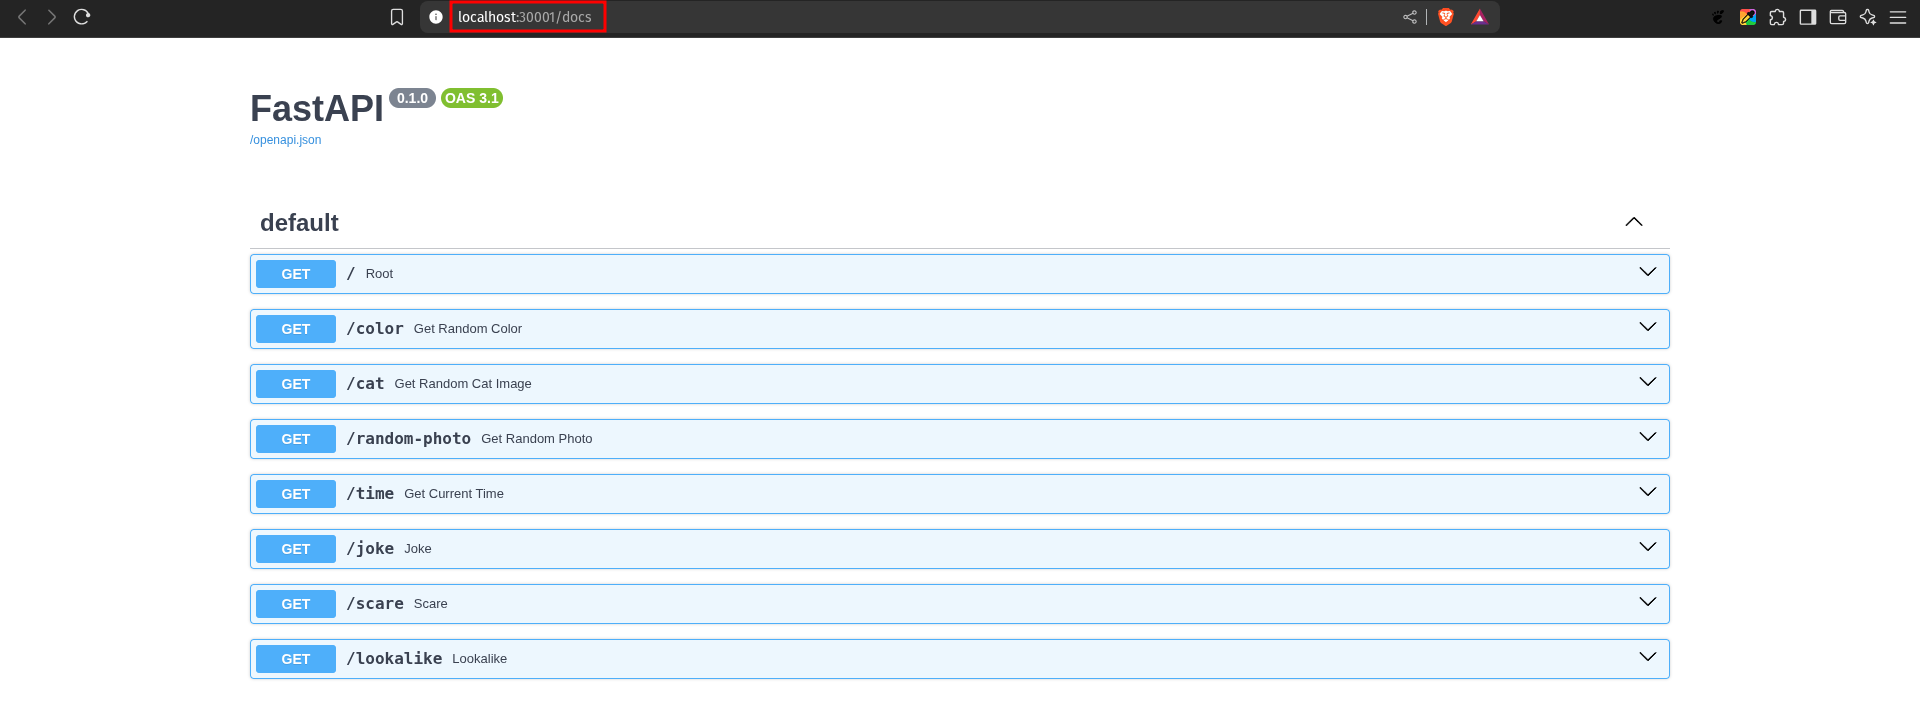 localhost:30001/docs
FastAPI 0.1.0 OAS 3.1
/openapi.json
default
GET / Root
GET /color Get Random Color
GET /cat Get Random Cat Image
GET /random-photo Get Random Photo
GET /time Get Current Time
GET /joke Joke
GET /scare Scare
GET /lookalike Lookalike